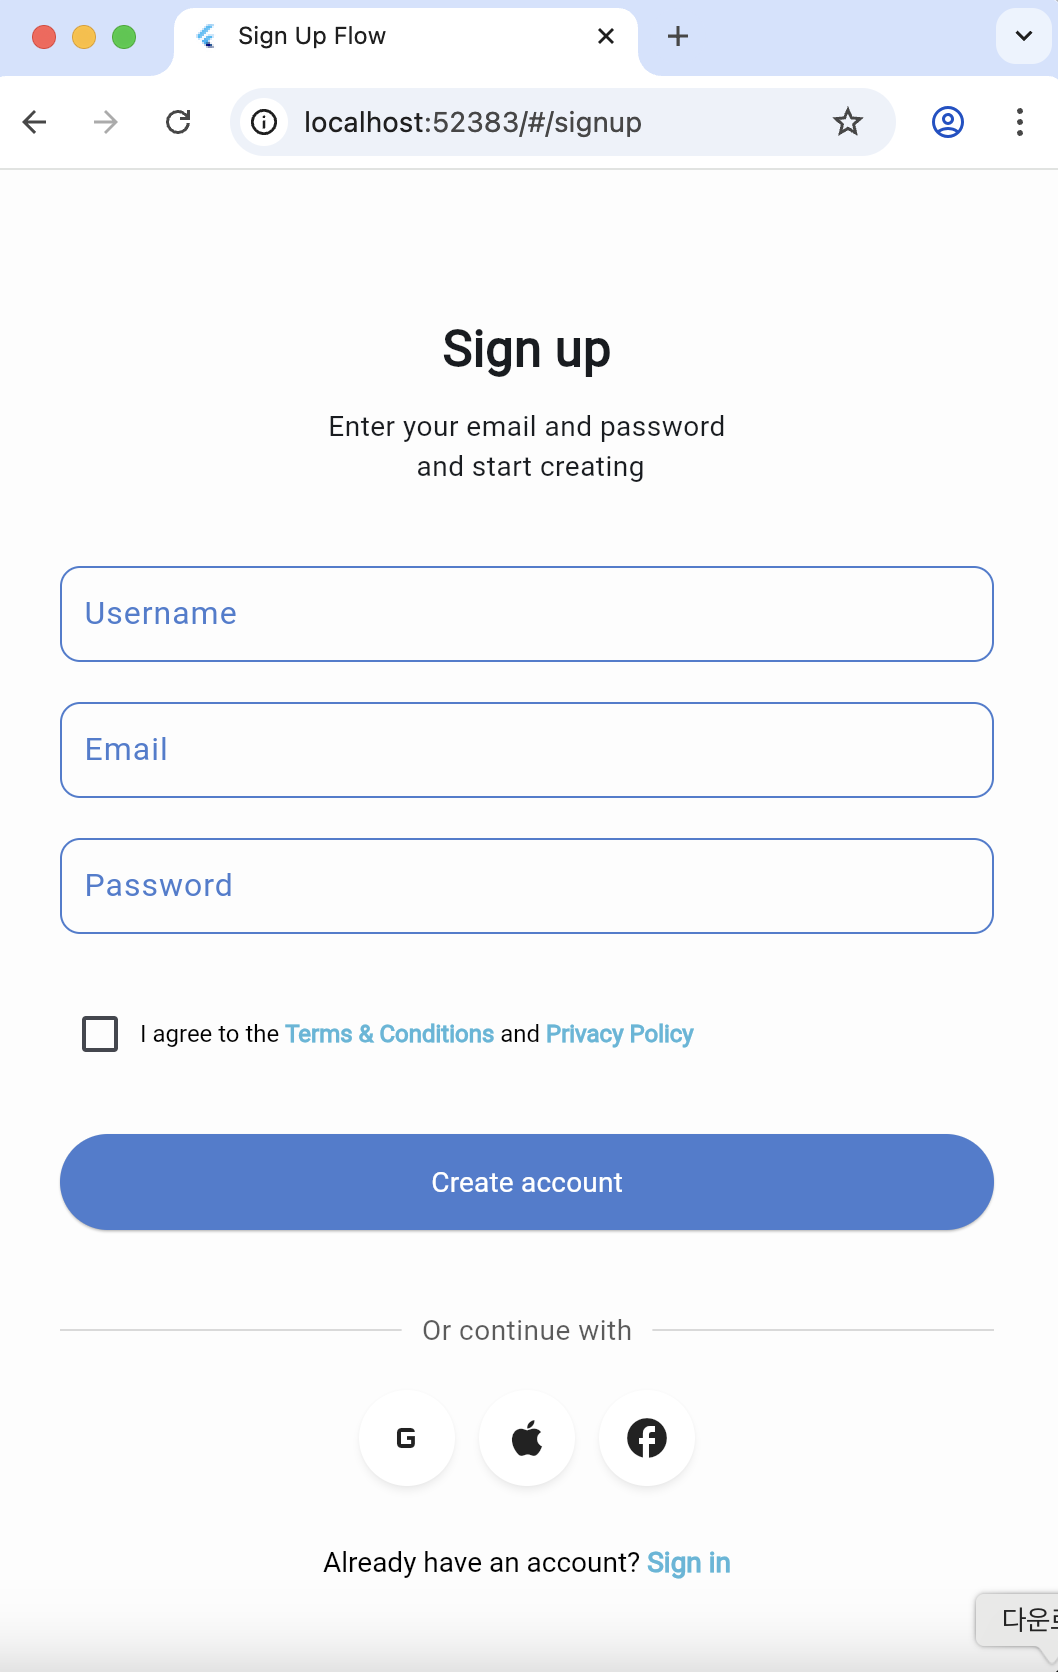 Sign Up Flow
localhost:52383/#/signup
Sign up
Enter your email and password
and start creating
Username
Email
Password
I agree to the Terms & Conditions and Privacy Policy
Create account
Or continue with
G
Already have an account? Sign in
다운